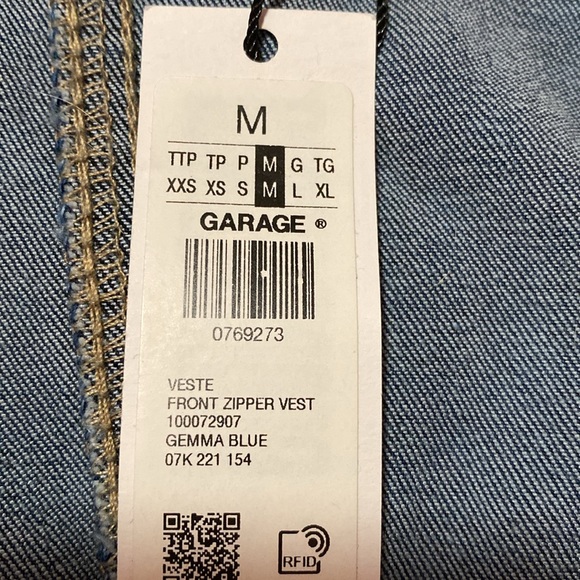 M
TTP TP P M G TG
XXS XS S M L XL
GARAGE ®
0769273
VESTE
FRONT ZIPPER VEST
100072907
GEMMA BLUE
07K 221 154
RFID